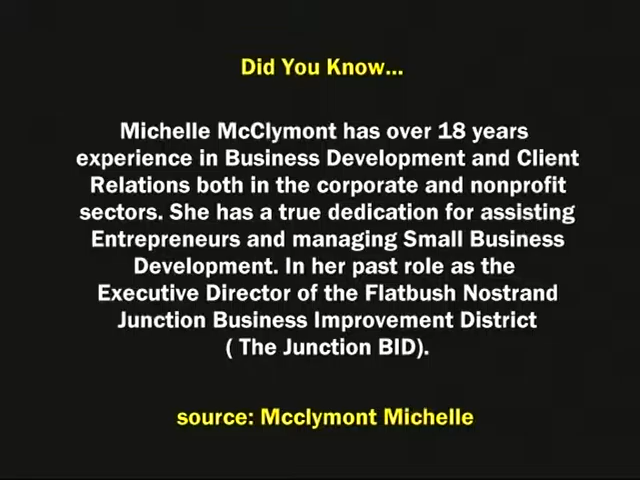 Did You Know...
Michelle McClymont has over 18 years
experience in Business Development and Client
Relations both in the corporate and nonprofit
sectors. She has a true dedication for assisting
Entrepreneurs and managing Small Business
Development. In her past role as the
Executive Director of the Flatbush Nostrand
Junction Business Improvement District
( The Junction BID).
source: Mcclymont Michelle